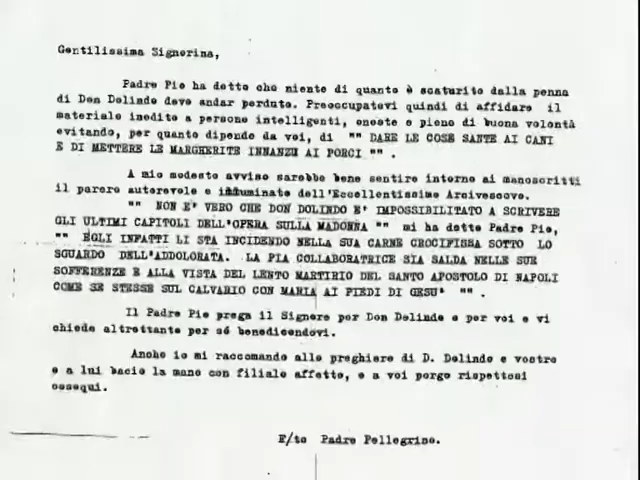 Gentilissima Signorina,
Padre Pio ha detto che niente di quanto è scaturito dalla penna
di Don Dolindo deve andar perduto. Preoccupatevi quindi di affidare il
materiale inedito a persone intelligenti, oneste e piene di buona volontà
evitando, per quanto dipende da voi, di "" DARE LE COSE SANTE AI CANI
E DI METTERE LE MARGHERITE INNANZU AI PORCI "" .
A mio modesto avviso sarebbe bene sentire intorno ai manoscritti
il parere autorevole e illuminato dell'Eccellentissimo Arcivescovo.
"" NON E' VERO CHE DON DOLINDO E' IMPOSSIBILITATO A SCRIVERE
GLI ULTIMI CAPITOLI DELL'OPERA SULLA MADONNA "" mi ha detto Padre Pio,
"" EGLI INFATTI LI STA INCIDENDO NELLA SUA CARNE CROCIFISSA SOTTO LO
SGUARDO DELL'ADDOLORATA. LA PIA COLLABORATRICE SIA SALDA NELLE SUE
SOFFERENZE E ALLA VISTA DEL LENTO MARTIRIO DEL SANTO APOSTOLO DI NAPOLI
COME SE STESSE SUL CALVARIO CON MARIA AI PIEDI DI GESU' "" .
Il Padre Pio prega il Signore per Don Dolindo e per voi e vi
chiede altrettante per sé benedicendovi.
Anche io mi raccomando alle preghiere di D. Dolindo e vostre
e a lui bacio la mano con filiale affetto, e a voi porgo rispettosi
ossequi.
F/to Padre Pellegrino.